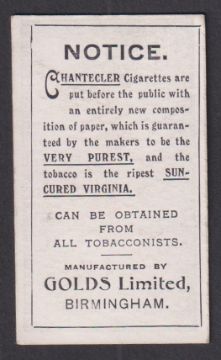 NOTICE.
CHANTECLER Cigarettes are
put before the public with
an entirely new compos-
ition of paper, which is guaran-
teed by the makers to be the
VERY PUREST, and the
tobacco is the ripest SUN-
CURED VIRGINIA.
CAN BE OBTAINED
FROM
ALL TOBACCONISTS.
MANUFACTURED BY
GOLDS Limited,
BIRMINGHAM.